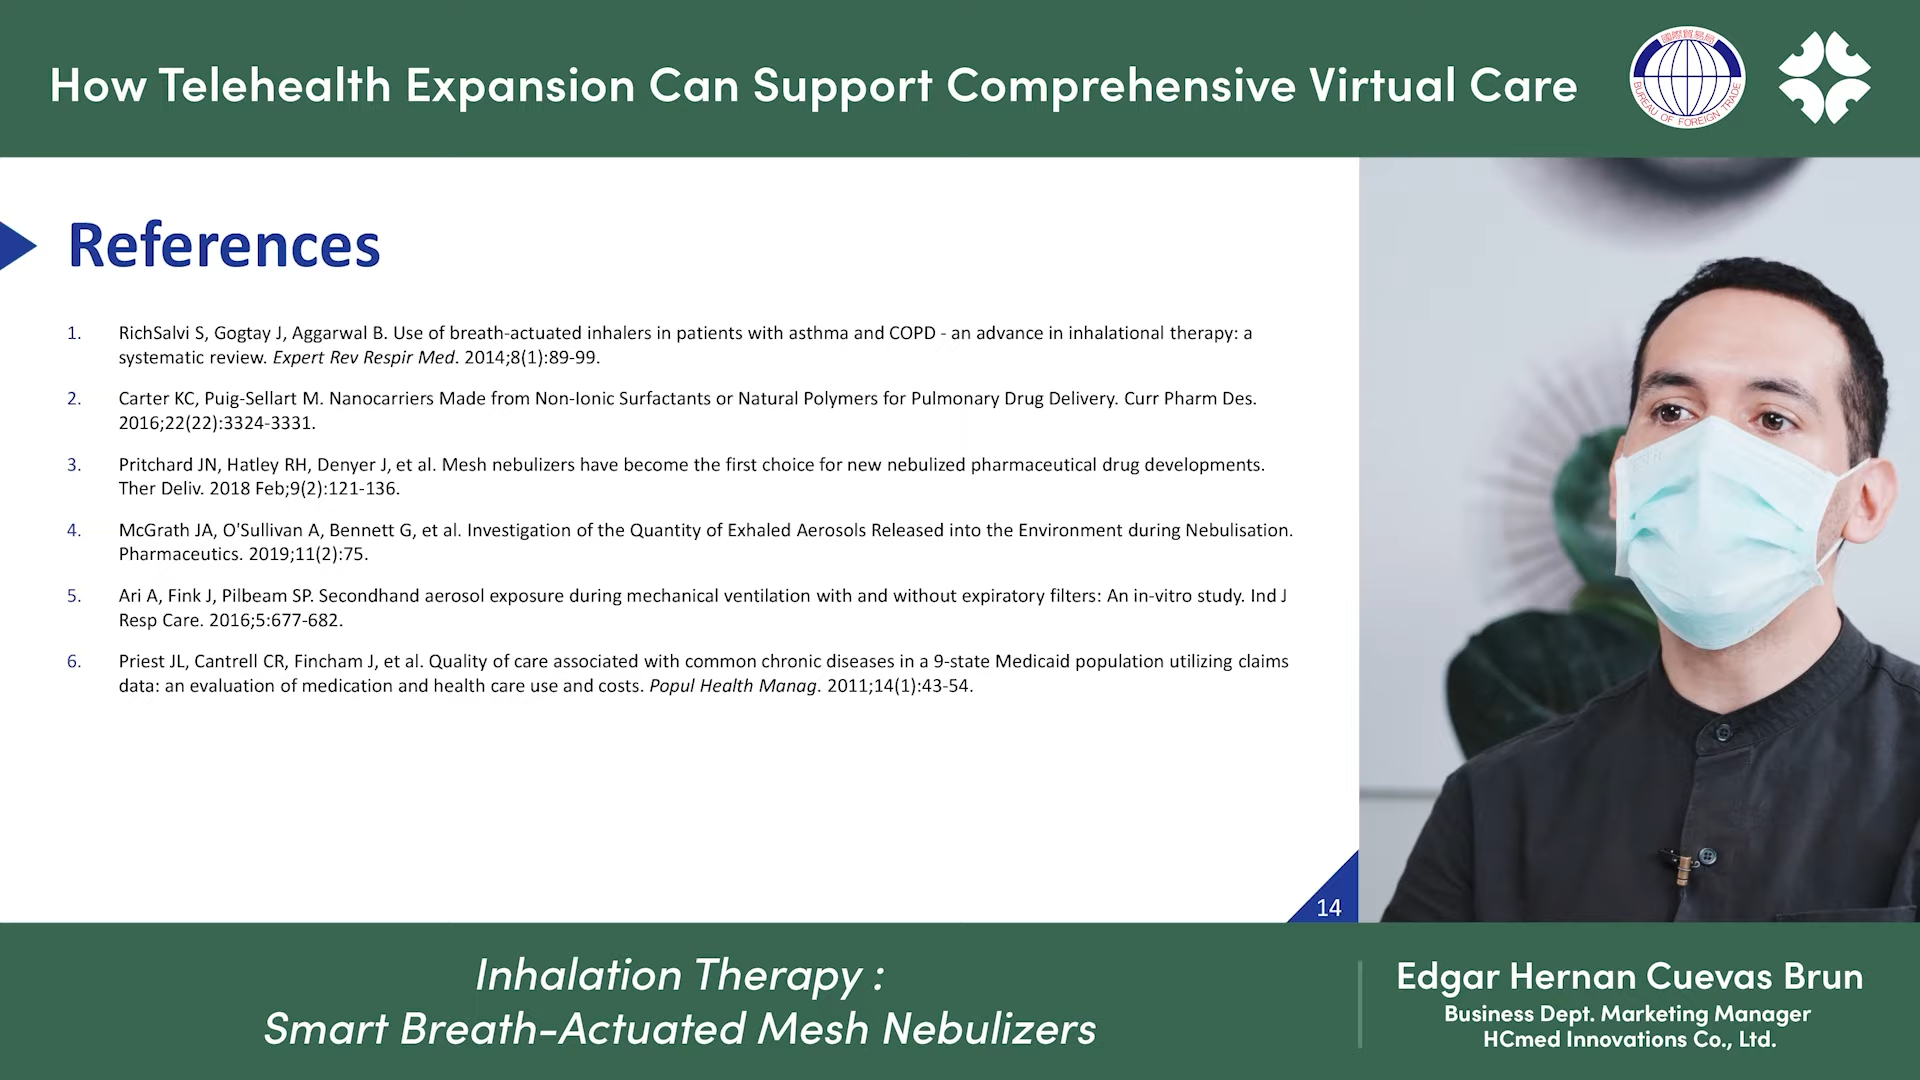 How Telehealth Expansion Can Support Comprehensive Virtual Care
國際貿易局
BUREAU OF FOREIGN TRADE
References
1. RichSalvi S, Gogtay J, Aggarwal B. Use of breath-actuated inhalers in patients with asthma and COPD - an advance in inhalational therapy: a
systematic review. Expert Rev Respir Med. 2014;8(1):89-99.
2. Carter KC, Puig-Sellart M. Nanocarriers Made from Non-Ionic Surfactants or Natural Polymers for Pulmonary Drug Delivery. Curr Pharm Des.
2016;22(22):3324-3331.
3. Pritchard JN, Hatley RH, Denyer J, et al. Mesh nebulizers have become the first choice for new nebulized pharmaceutical drug developments.
Ther Deliv. 2018 Feb;9(2):121-136.
4. McGrath JA, O'Sullivan A, Bennett G, et al. Investigation of the Quantity of Exhaled Aerosols Released into the Environment during Nebulisation.
Pharmaceutics. 2019;11(2):75.
5. Ari A, Fink J, Pilbeam SP. Secondhand aerosol exposure during mechanical ventilation with and without expiratory filters: An in-vitro study. Ind J
Resp Care. 2016;5:677-682.
6. Priest JL, Cantrell CR, Fincham J, et al. Quality of care associated with common chronic diseases in a 9-state Medicaid population utilizing claims
data: an evaluation of medication and health care use and costs. Popul Health Manag. 2011;14(1):43-54.
14
Inhalation Therapy :
Smart Breath-Actuated Mesh Nebulizers
Edgar Hernan Cuevas Brun
Business Dept. Marketing Manager
HCmed Innovations Co., Ltd.